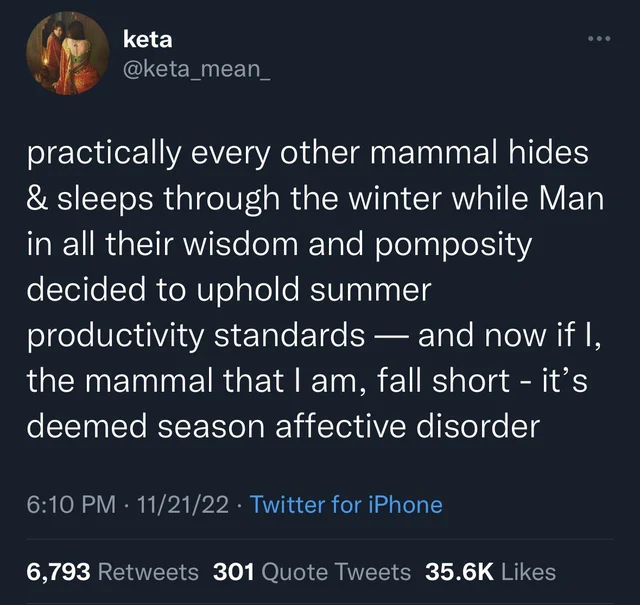 keta
@keta_mean_
practically every other mammal hides
& sleeps through the winter while Man
in all their wisdom and pomposity
decided to uphold summer
productivity standards — and now if I,
the mammal that I am, fall short - it’s
deemed season affective disorder
6:10 PM · 11/21/22 · Twitter for iPhone
6,793 Retweets 301 Quote Tweets 35.6K Likes